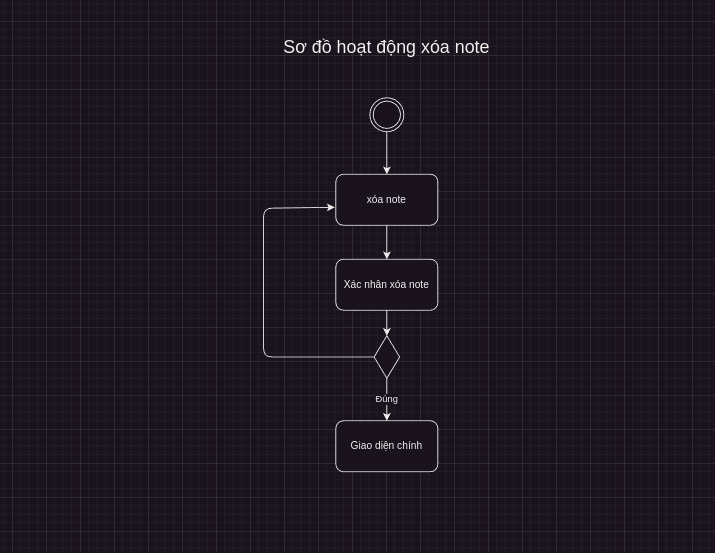 Sơ đồ hoạt động xóa note
xóa note
Xác nhân xóa note
Đúng
Giao diện chính